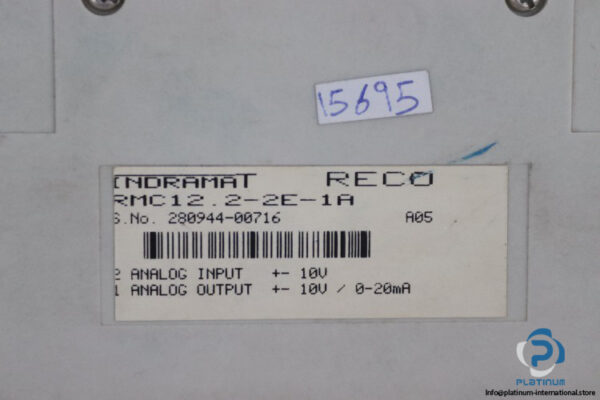 15695
INDRAMAT RECO
RMC12.2-2E-1A
S.No. 280944-00716 A05
2 ANALOG INPUT +- 10V
1 ANALOG OUTPUT +- 10V / 0-20mA
PLATINUM
Info@platinum-international.store